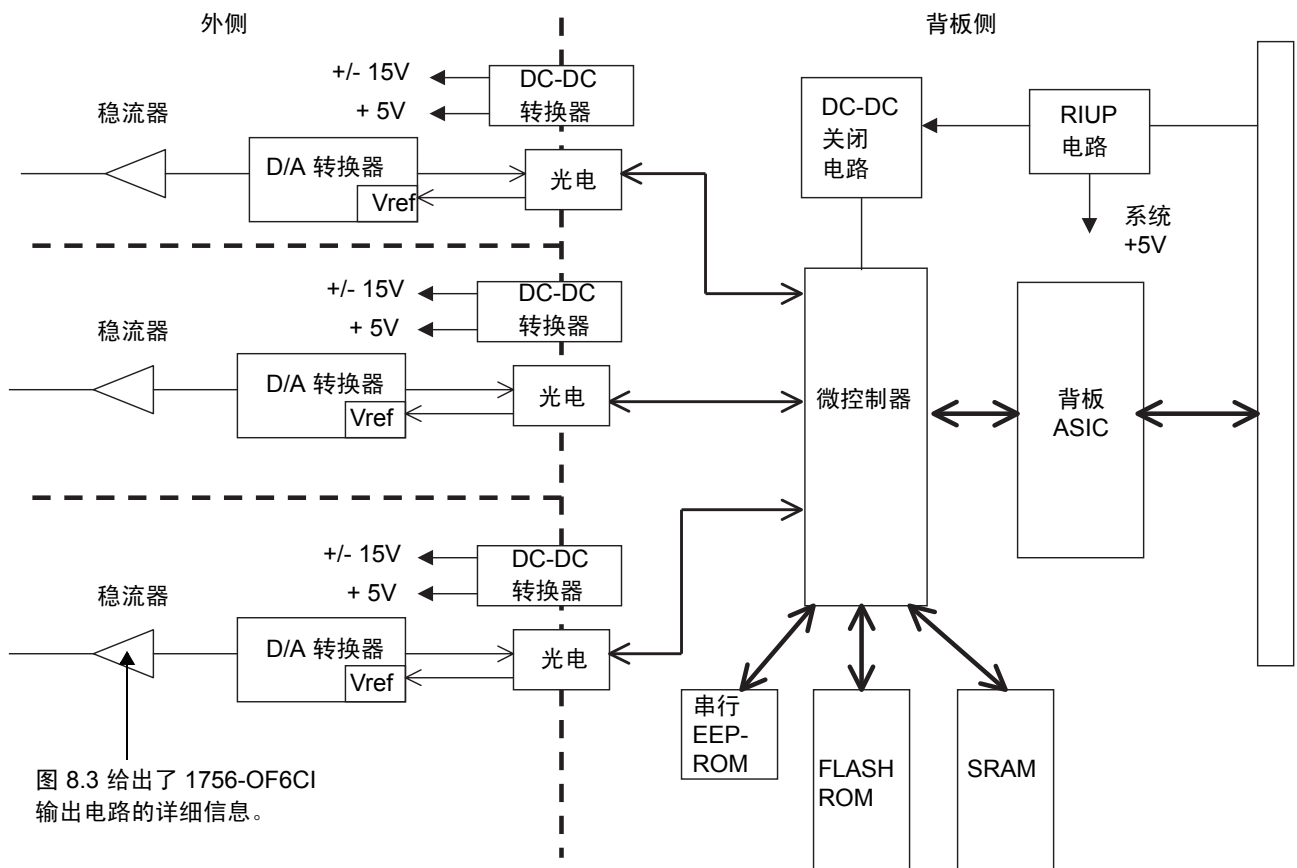 外侧
背板侧
+/- 15V
+ 5V
DC-DC
转换器
稳流器
D/A 转换器
Vref
光电
DC-DC
关闭
电路
RIUP
电路
系统
+5V
+/- 15V
+ 5V
DC-DC
转换器
稳流器
D/A 转换器
Vref
光电
微控制器
背板
ASIC
+/- 15V
+ 5V
DC-DC
转换器
稳流器
D/A 转换器
Vref
光电
串行
EEP-
ROM
FLASH
ROM
SRAM
图 8.3 给出了 1756-OF6CI
输出电路的详细信息。